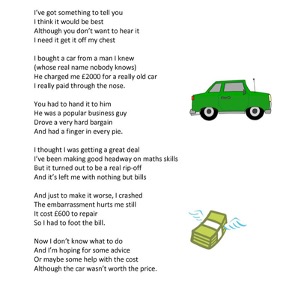 I've got something to tell you
I think it would be best
Although you don't want to hear it
I need get it off my chest
I bought a car from a man I knew
(whose real name nobody knows)
He charged me £2000 for a really old car
I really paid through the nose.
You had to hand it to him
He was a popular business guy
Drove a very hard bargain
And had a finger in every pie.
I thought I was getting a great deal
I've been making good headway on maths skills
But it turned out to be a real rip-off
And it's left me with nothing but bills
And just to make it worse, I crashed
The embarrassment hurts me still
It cost £600 to repair
So I had to foot the bill.
Now I don't know what to do
And I'm hoping for some advice
Or maybe some help with the cost
Although the car wasn't worth the price.